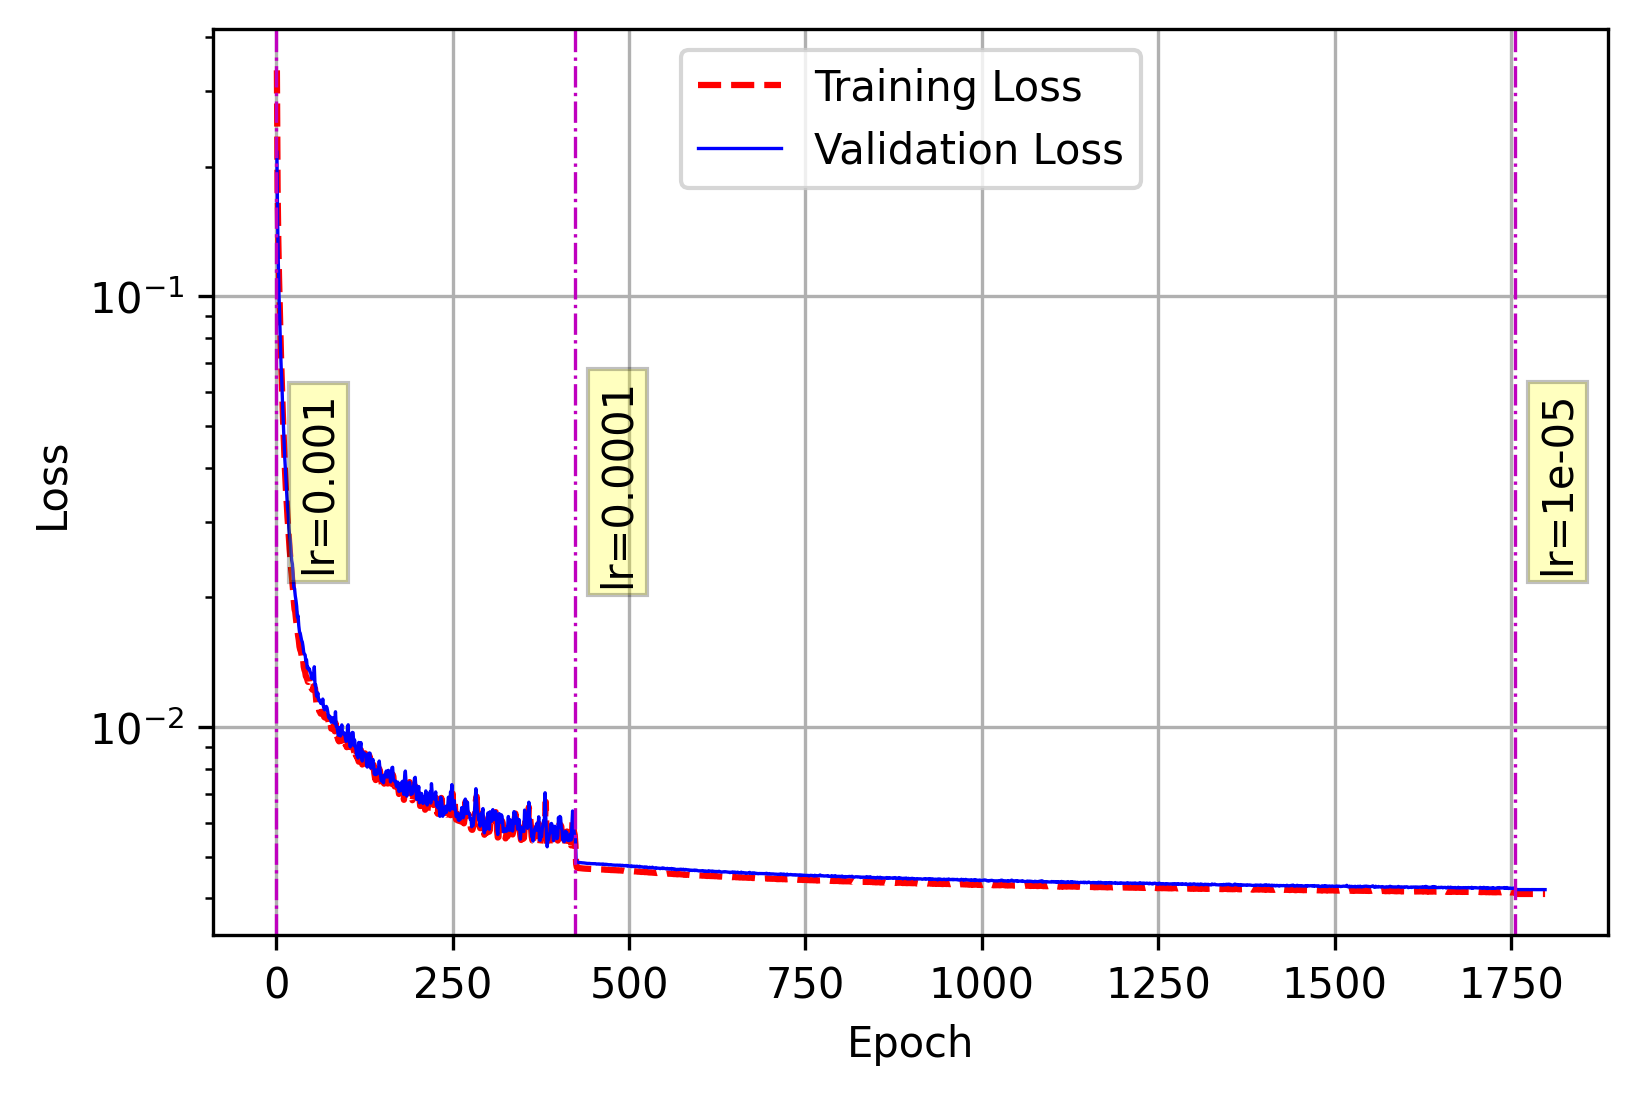 Training Loss
Validation Loss
10⁻¹
10⁻²
Loss
lr=0.001
lr=0.0001
lr=1e-05
0 250 500 750 1000 1250 1500 1750
Epoch